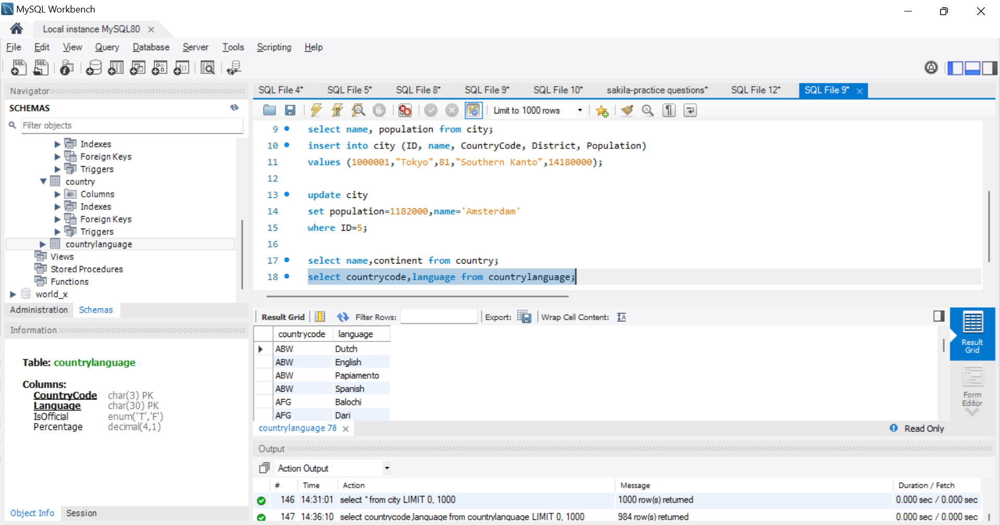 MySQL Workbench
Local instance MySQL80
File Edit View Query Database Server Tools Scripting Help
Navigator
SCHEMAS
Filter objects
Indexes
Foreign Keys
Triggers
country
Columns
Indexes
Foreign Keys
Triggers
countrylanguage
Views
Stored Procedures
Functions
world_x
Administration Schemas
Information
Table: countrylanguage
Columns:
CountryCode char(3) PK
Language char(30) PK
IsOfficial enum('T','F')
Percentage decimal(4,1)
Object Info Session
SQL File 4* SQL File 5* SQL File 8* SQL File 9* SQL File 10* sakila-practice questions* SQL File 12* SQL File 9*
Limit to 1000 rows
9 select name, population from city;
10 insert into city (ID, name, CountryCode, District, Population)
11 values (1000001,"Tokyo",81,"Southern Kanto",14180000);
12
13 update city
14 set population=1182000,name='Amsterdam'
15 where ID=5;
16
17 select name,continent from country;
18 select countrycode,language from countrylanguage;
Result Grid Filter Rows: Export: Wrap Cell Content:
countrycode language
ABW Dutch
ABW English
ABW Papiamento
ABW Spanish
AFG Balochi
AFG Dari
Result Grid
Form Editor
countrylanguage 78
Read Only
Output
Action Output
# Time Action Message Duration / Fetch
146 14:31:01 select * from city LIMIT 0, 1000 1000 row(s) returned 0.000 sec / 0.000 sec
147 14:36:10 select countrycode,language from countrylanguage LIMIT 0, 1000 984 row(s) returned 0.000 sec / 0.000 sec